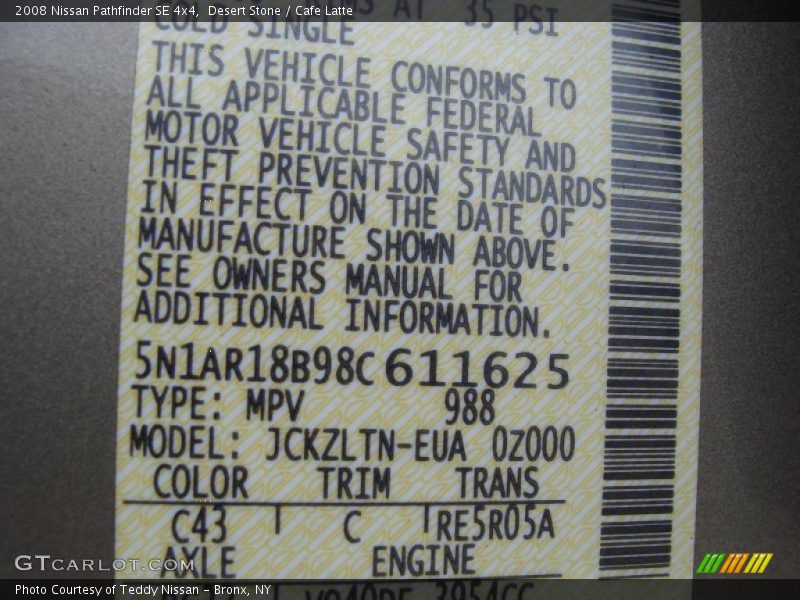 2008 Nissan Pathfinder SE 4x4, Desert Stone / Cafe Latte
AT 35 PSI
COLD SINGLE
THIS VEHICLE CONFORMS TO
ALL APPLICABLE FEDERAL
MOTOR VEHICLE SAFETY AND
THEFT PREVENTION STANDARDS
IN EFFECT ON THE DATE OF
MANUFACTURE SHOWN ABOVE.
SEE OWNERS MANUAL FOR
ADDITIONAL INFORMATION.
5N1AR18B98C611625
TYPE: MPV 988
MODEL: JCKZLTN-EUA 0Z000
COLOR TRIM TRANS
C43 C RE5R05A
AXLE ENGINE
3954CC
GTCARLOT.COM
Photo Courtesy of Teddy Nissan - Bronx, NY